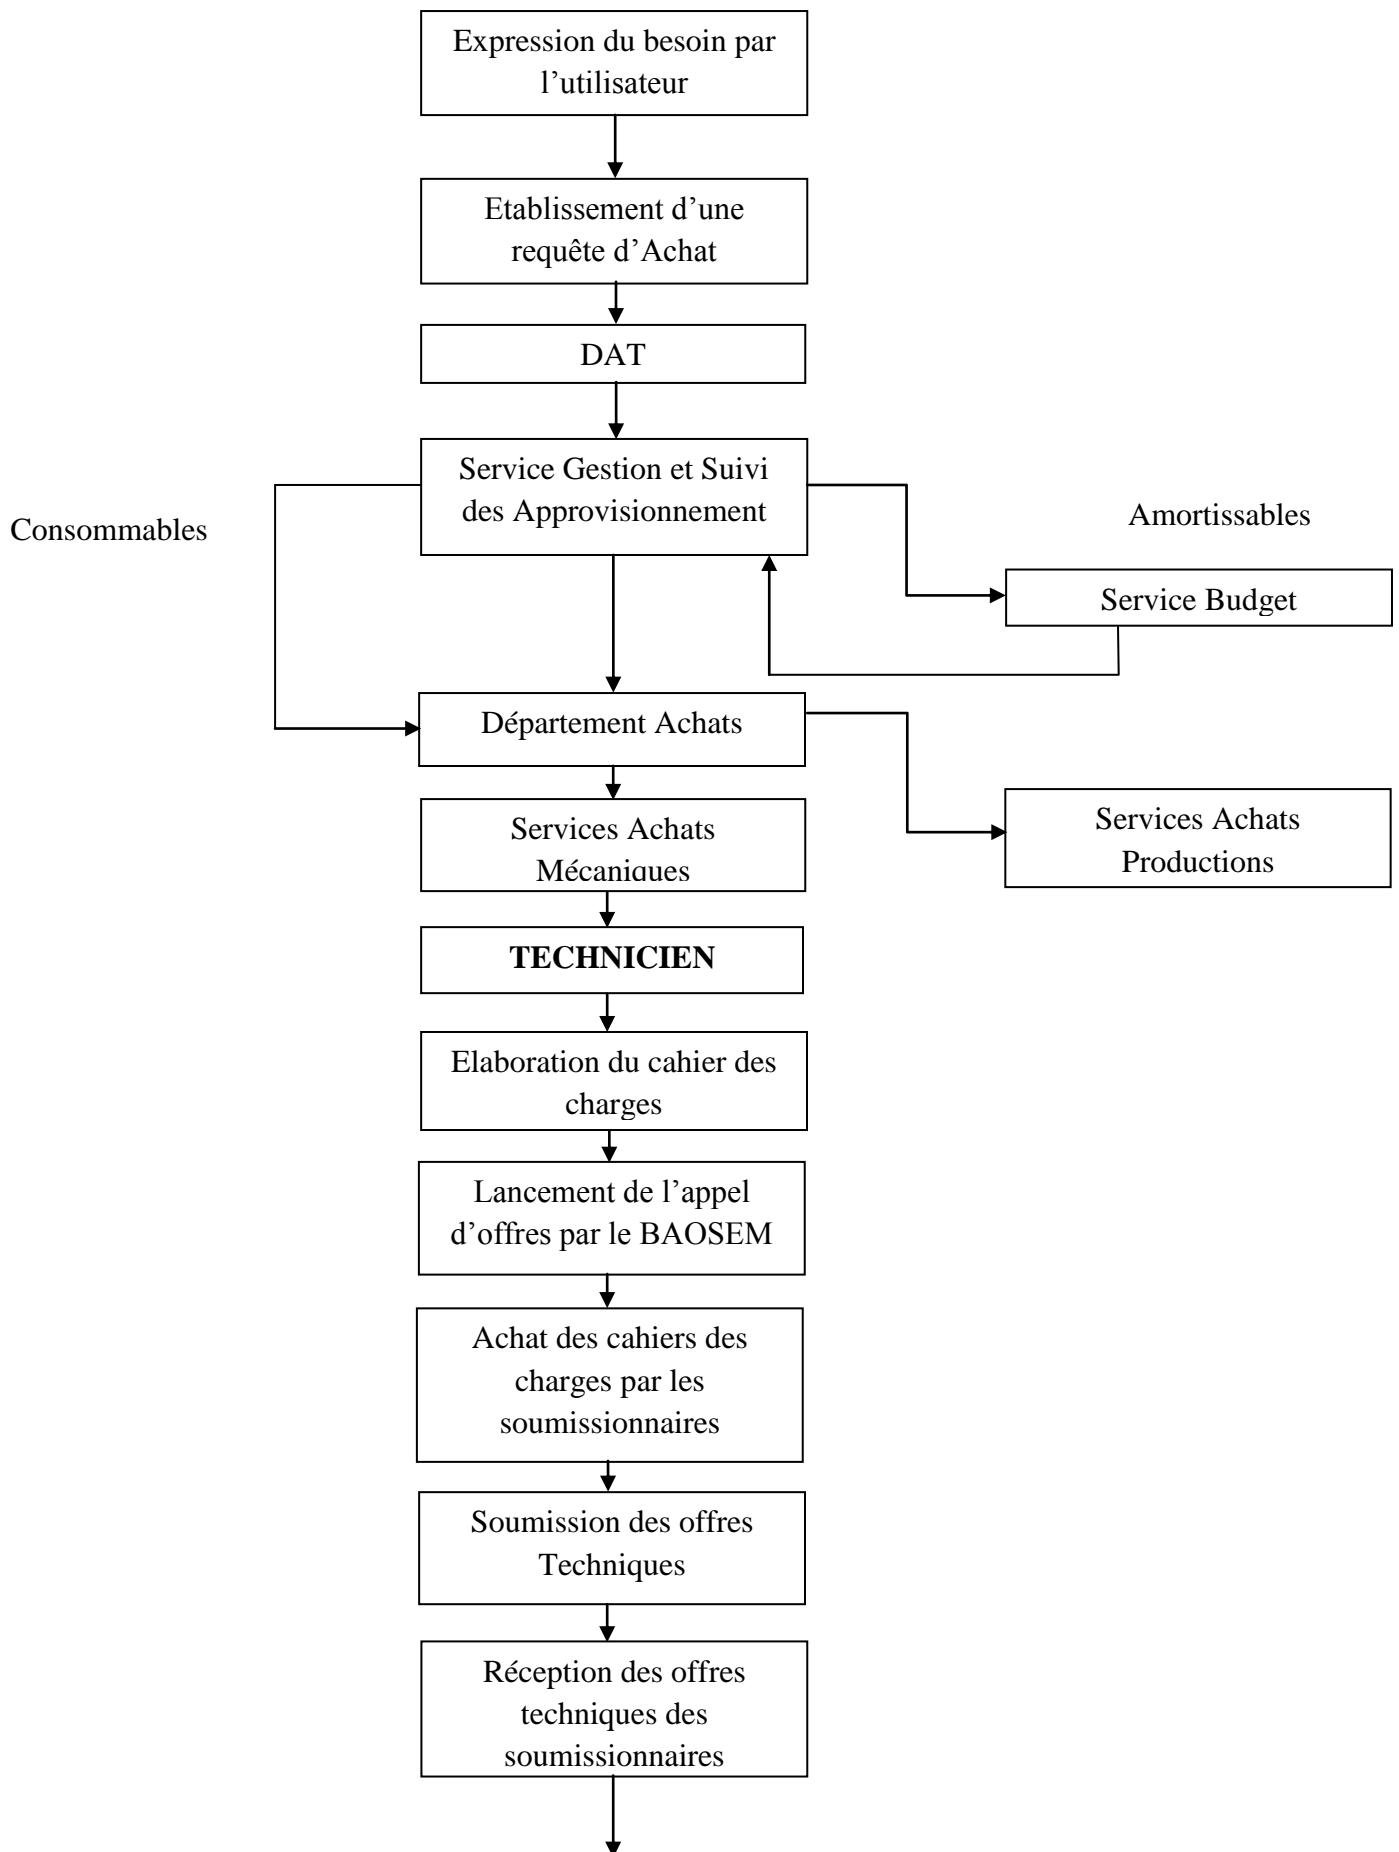 Expression du besoin par
l’utilisateur
Etablissement d’une
requête d’Achat
DAT
Service Gestion et Suivi
des Approvisionnement
Consommables
Amortissables
Service Budget
Département Achats
Services Achats
Mécaniques
Services Achats
Productions
TECHNICIEN
Elaboration du cahier des
charges
Lancement de l’appel
d’offres par le BAOSEM
Achat des cahiers des
charges par les
soumissionnaires
Soumission des offres
Techniques
Réception des offres
techniques des
soumissionnaires